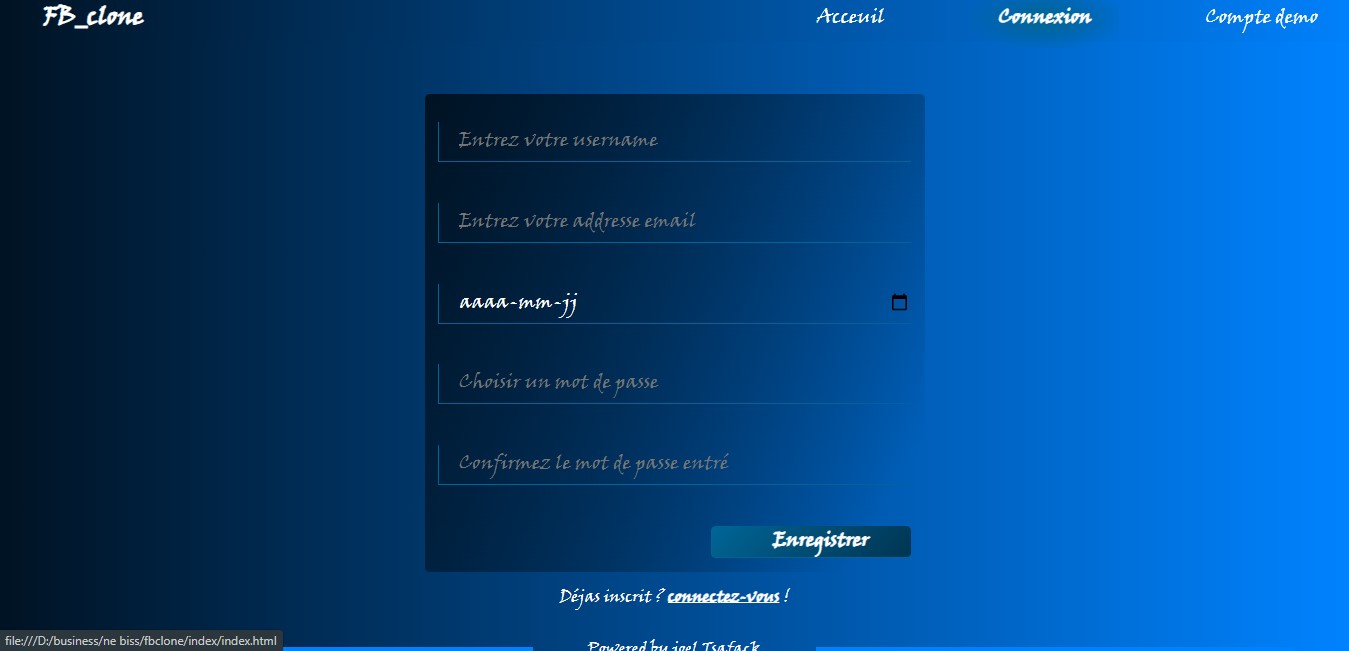 FB_clone Acceuil Connexion Compte demo
Entrez votre username
Entrez votre addresse email
aaaa-mm-jj
Choisir un mot de passe
Confirmez le mot de passe entré
Enregistrer
Déjas inscrit ? connectez-vous !
file:///D:/business/ne biss/fbclone/index/index.html
Powered by joel Tsafack